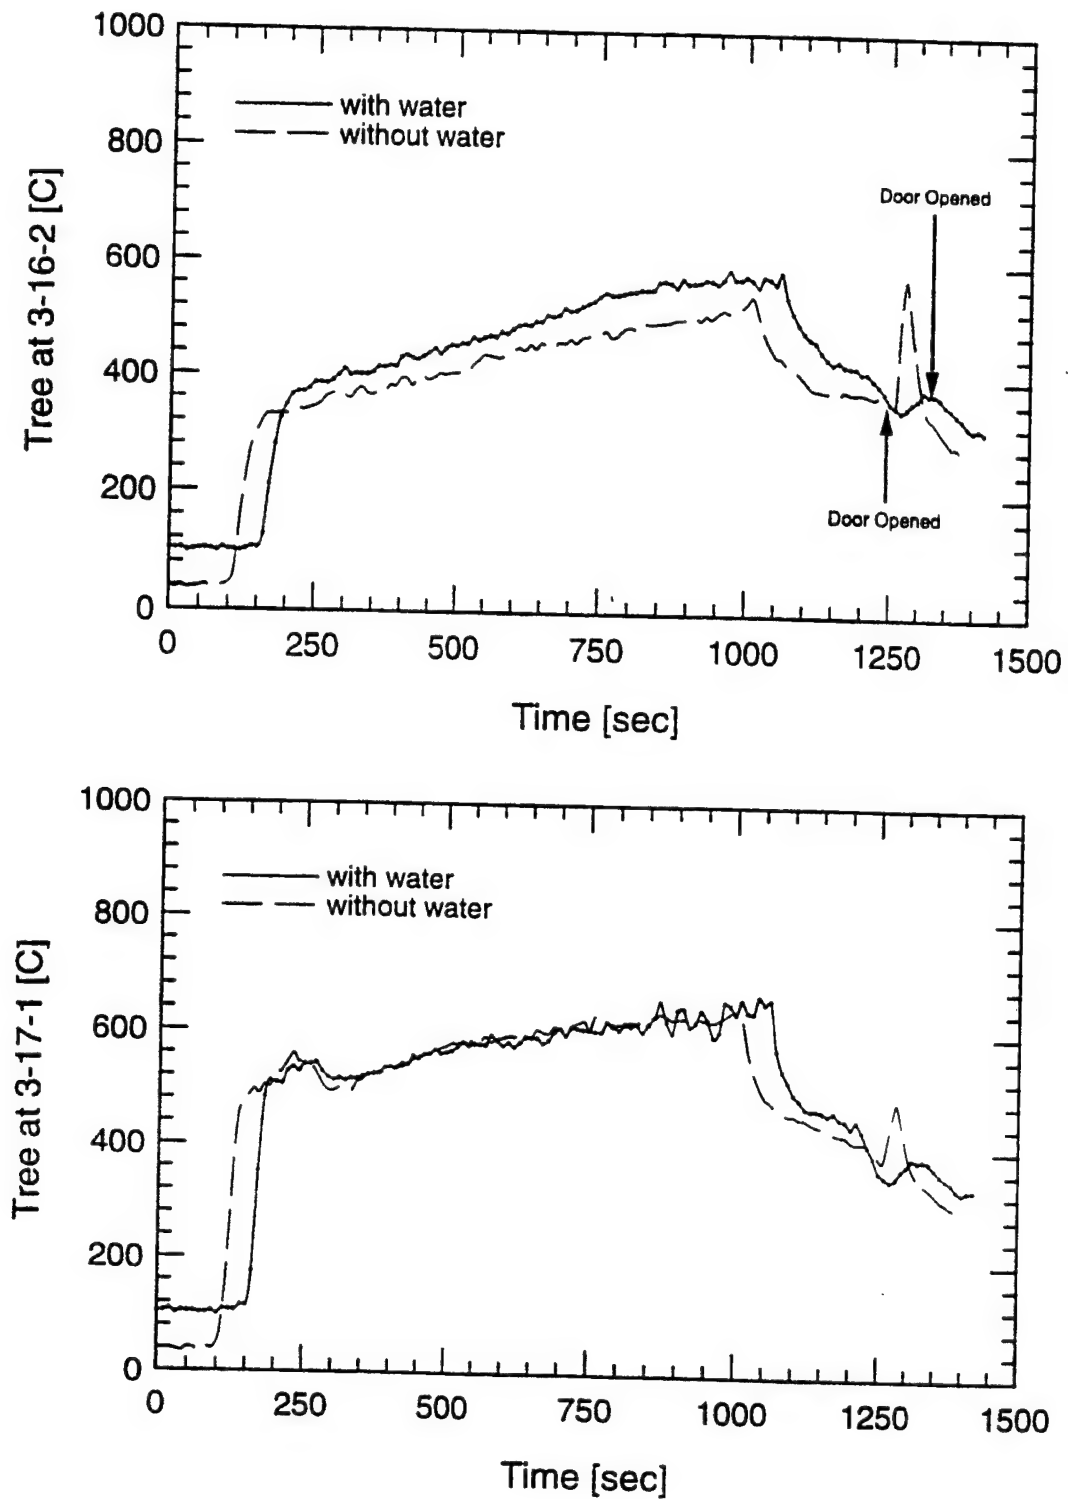 1000
800
600
400
200
0
Tree at 3-16-2 [C]
with water
without water
Door Opened
Door Opened
0 250 500 750 1000 1250 1500
Time [sec]
1000
800
600
400
200
0
Tree at 3-17-1 [C]
with water
without water
0 250 500 750 1000 1250 1500
Time [sec]